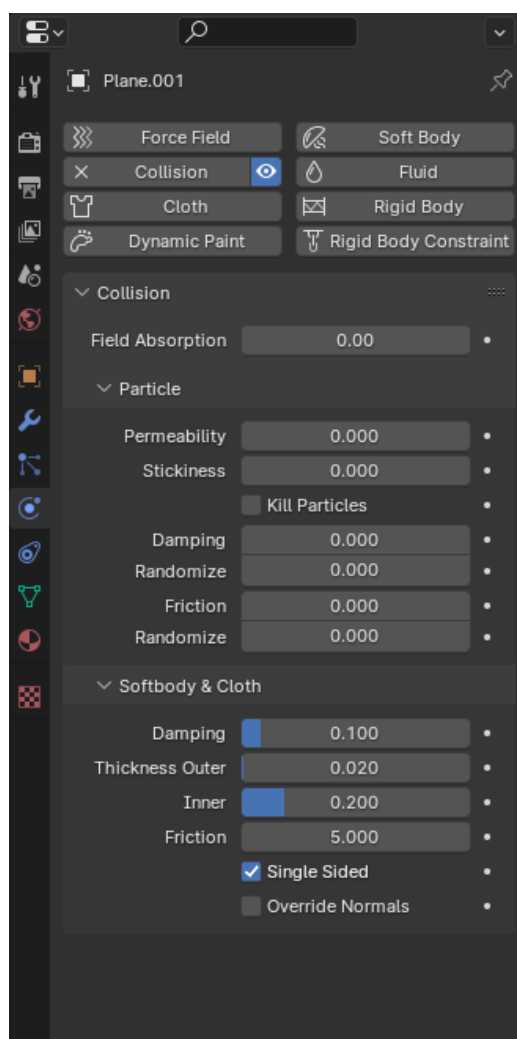 Plane.001
Force Field Soft Body
Collision Fluid
Cloth Rigid Body
Dynamic Paint Rigid Body Constraint
Collision
Field Absorption 0.00
Particle
Permeability 0.000
Stickiness 0.000
Kill Particles
Damping 0.000
Randomize 0.000
Friction 0.000
Randomize 0.000
Softbody & Cloth
Damping 0.100
Thickness Outer 0.020
Inner 0.200
Friction 5.000
Single Sided
Override Normals